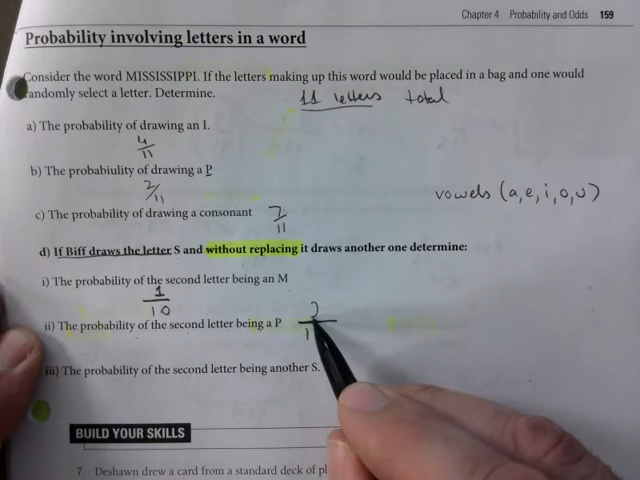 Chapter 4 Probability and Odds 159
Probability involving letters in a word
Consider the word MISSISSIPPI. If the letters making up this word would be placed in a bag and one would
randomly select a letter. Determine.
11 letters total
a) The probability of drawing an I.
4/11
b) The probabiulity of drawing a P
2/11
vowels (a,e,i,o,u)
c) The probability of drawing a consonant 7/11
d) If Biff draws the letter S and without replacing it draws another one determine:
i) The probability of the second letter being an M
1/10
ii) The probability of the second letter being a P 2/1
iii) The probability of the second letter being another S.
BUILD YOUR SKILLS
7. Deshawn drew a card from a standard deck of pl